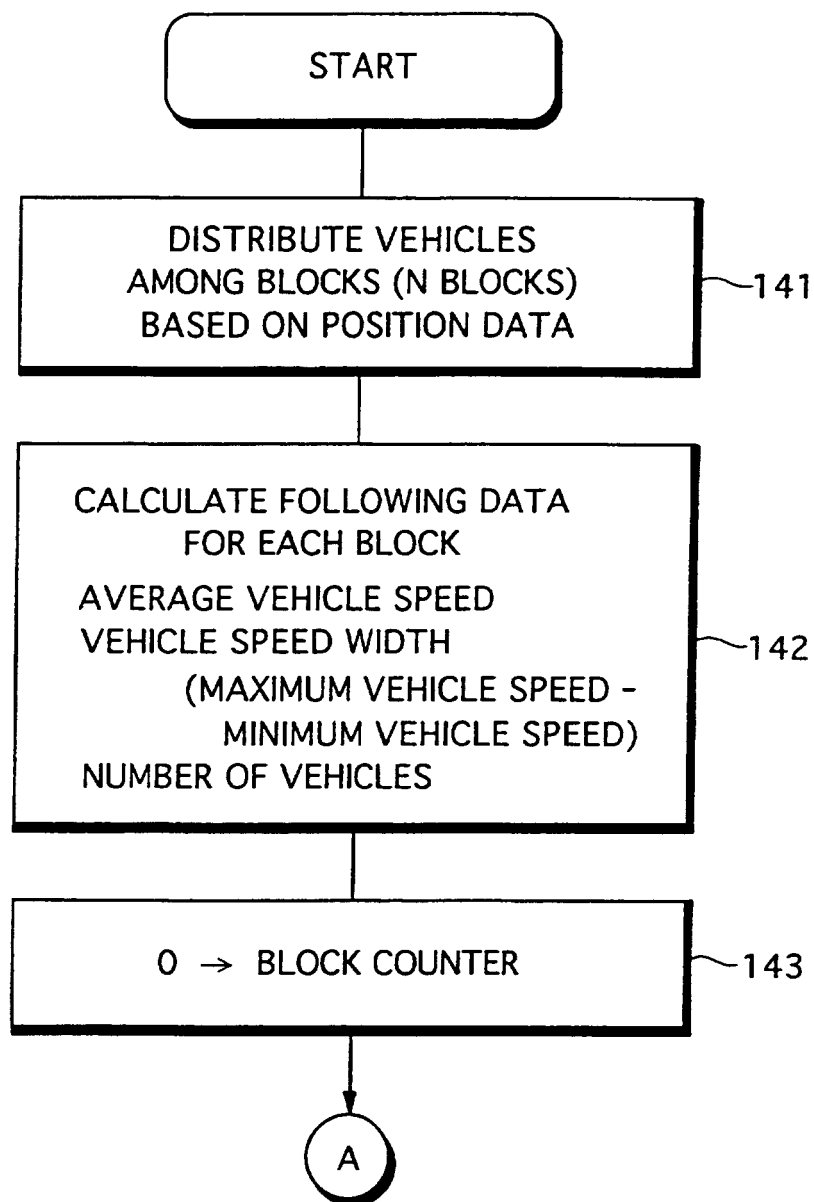 START
DISTRIBUTE VEHICLES
AMONG BLOCKS (N BLOCKS)
BASED ON POSITION DATA
141
CALCULATE FOLLOWING DATA
FOR EACH BLOCK
AVERAGE VEHICLE SPEED
VEHICLE SPEED WIDTH
(MAXIMUM VEHICLE SPEED -
MINIMUM VEHICLE SPEED)
NUMBER OF VEHICLES
142
0 → BLOCK COUNTER
143
A